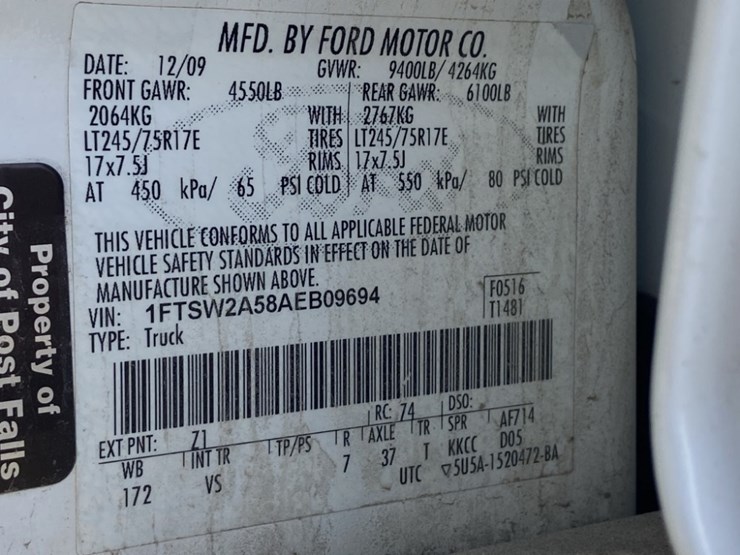 MFD. BY FORD MOTOR CO.
DATE: 12/09 GVWR: 9400LB/ 4264KG
FRONT GAWR: 4550LB REAR GAWR: 6100LB
2064KG WITH 2767KG WITH
LT245/75R17E TIRES LT245/75R17E TIRES
17x7.5J RIMS 17x7.5J RIMS
AT 450 kPa/ 65 PSI COLD AT 550 kPa/ 80 PSI COLD
THIS VEHICLE CONFORMS TO ALL APPLICABLE FEDERAL MOTOR
VEHICLE SAFETY STANDARDS IN EFFECT ON THE DATE OF
MANUFACTURE SHOWN ABOVE.
VIN: 1FTSW2A58AEB09694
TYPE: Truck
F0516
T1481
EXT PNT: Z1 RC: 74 DSO:
WB INT TR TP/PS R AXLE TR SPR AF714
172 VS 7 37 T KKCC D05
UTC ▽5U5A-1520472-BA
Property of
City of Post Falls